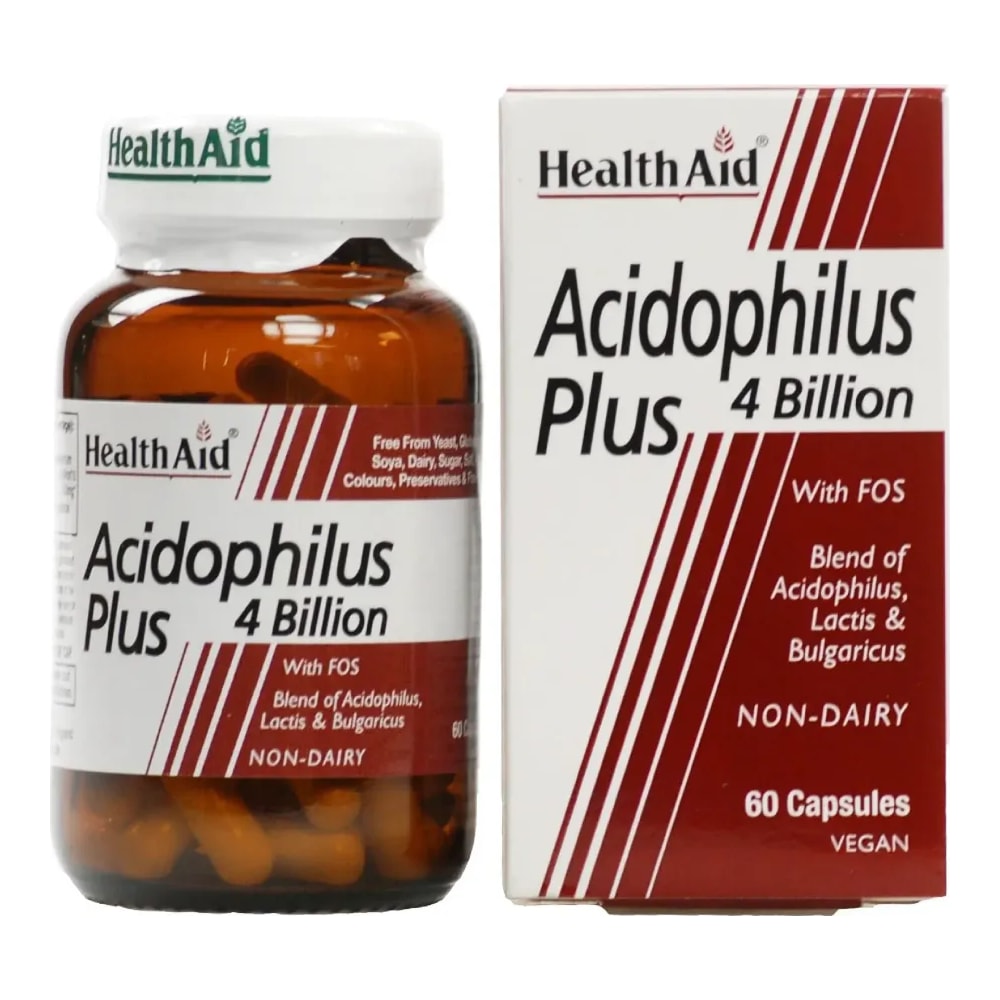 HealthAid
HealthAid®
Free From Yeast,
Soya, Dairy, Sugar,
Colours, Preservatives &
Acidophilus
Plus 4 Billion
With FOS
Blend of Acidophilus,
Lactis & Bulgaricus
60
NON-DAIRY
HealthAid®
Acidophilus
Plus 4 Billion
With FOS
Blend of
Acidophilus,
Lactis &
Bulgaricus
NON-DAIRY
60 Capsules
VEGAN